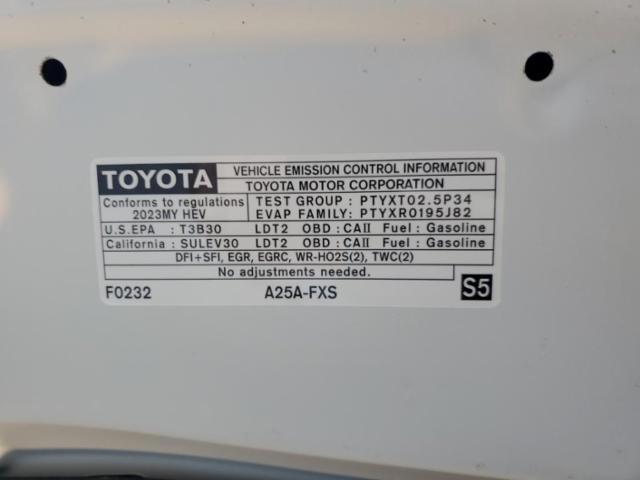 TOYOTA VEHICLE EMISSION CONTROL INFORMATION
TOYOTA MOTOR CORPORATION
Conforms to regulations TEST GROUP : PTYXT02.5P34
2023MY HEV EVAP FAMILY: PTYXR0195J82
U.S.EPA : T3B30 LDT2 OBD : CAII Fuel : Gasoline
California : SULEV30 LDT2 OBD : CAII Fuel : Gasoline
DFI+SFI, EGR, EGRC, WR-HO2S(2), TWC(2)
No adjustments needed.
F0232 A25A-FXS S5